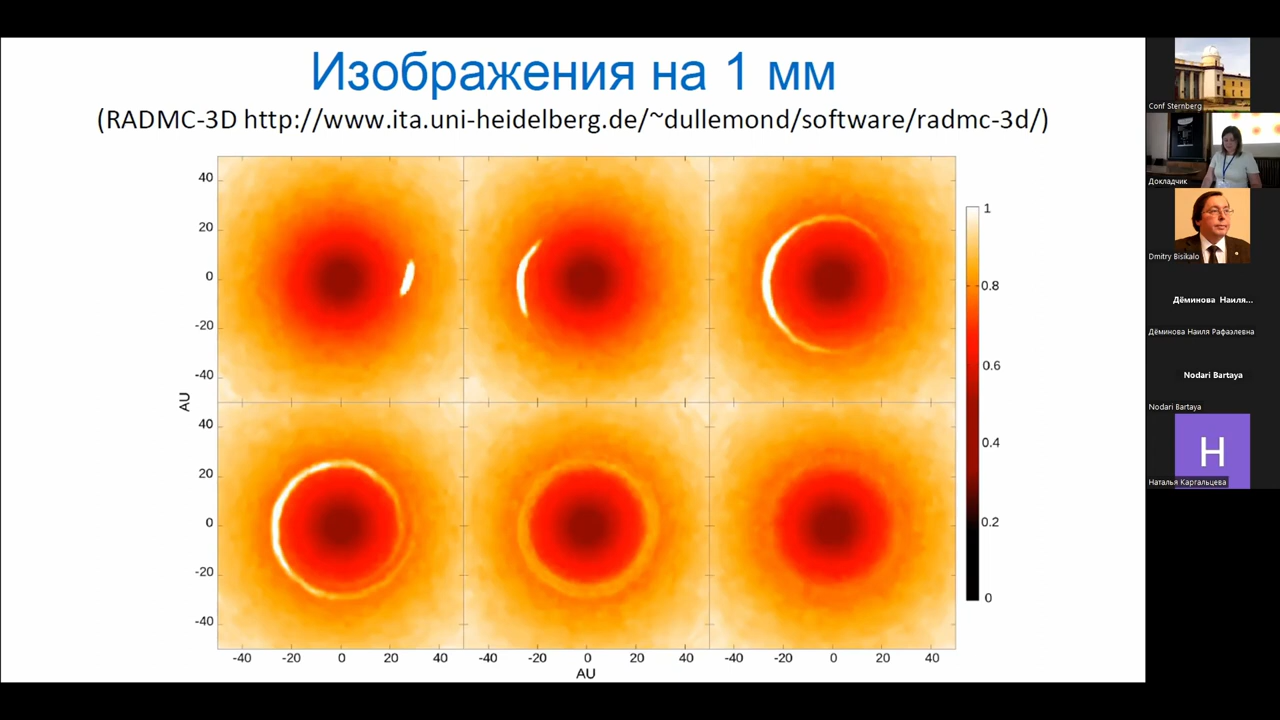 Изображения на 1 мм
(RADMC-3D http://www.ita.uni-heidelberg.de/~dullemond/software/radmc-3d/)
40
20
0
-20
-40
40
20
0
-20
-40
AU
-40 -20 0 20 40 -40 -20 0 20 40 -40 -20 0 20 40
AU
1
0.8
0.6
0.4
0.2
0
Conf Sternberg
Докладчик
Dmitry Bisikalo
Дёминова Наиля...
Дёминова Наиля Рафаэлевна
Nodari Bartaya
Nodari Bartaya
Н
Наталья Каргальцева